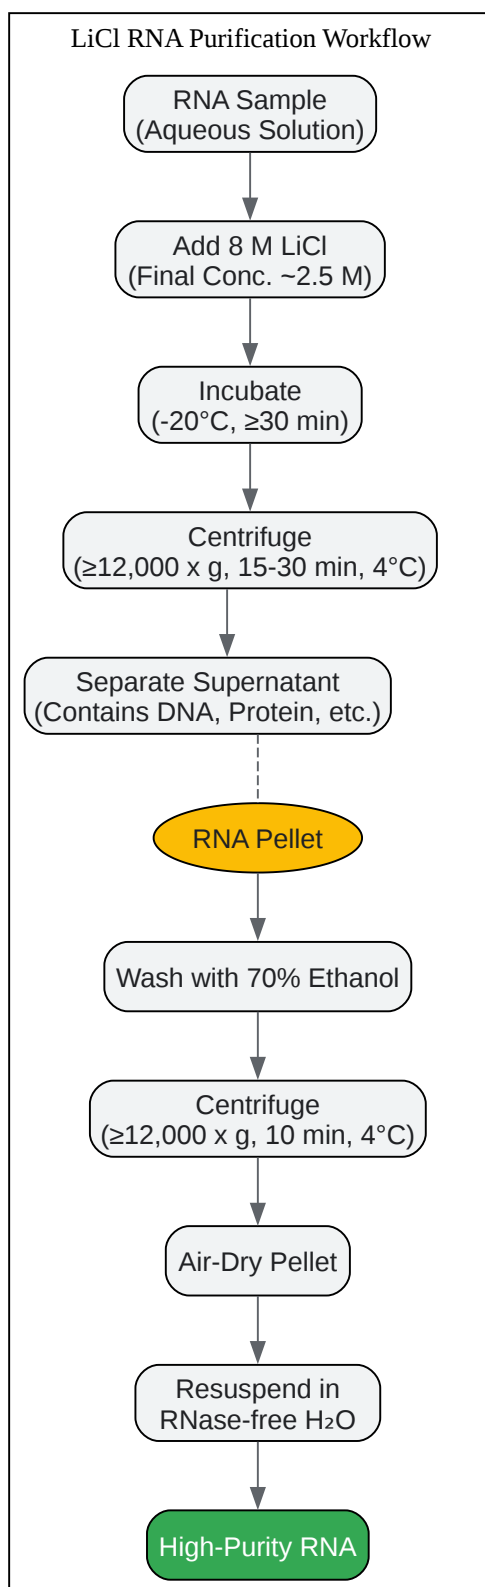 LiCl RNA Purification Workflow
RNA Sample
(Aqueous Solution)
Add 8 M LiCl
(Final Conc. ~2.5 M)
Incubate
(-20°C, ≥30 min)
Centrifuge
(≥12,000 x g, 15-30 min, 4°C)
Separate Supernatant
(Contains DNA, Protein, etc.)
RNA Pellet
Wash with 70% Ethanol
Centrifuge
(≥12,000 x g, 10 min, 4°C)
Air-Dry Pellet
Resuspend in
RNase-free H₂O
High-Purity RNA